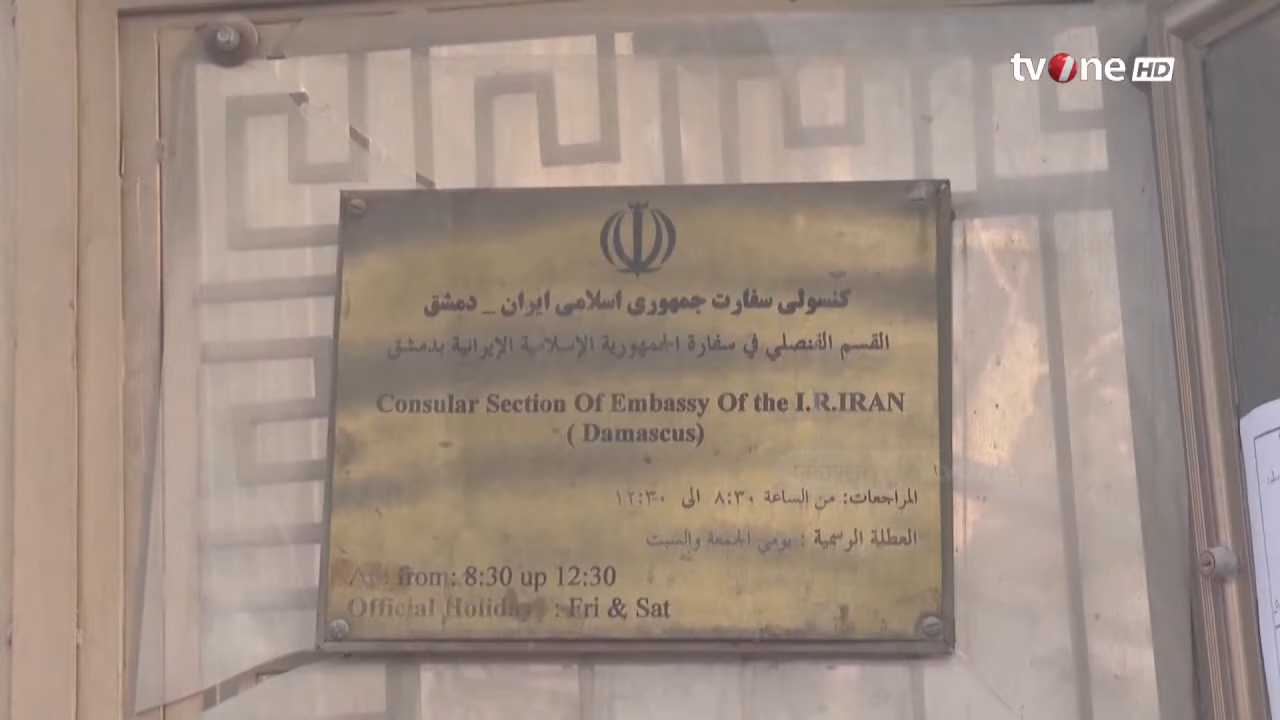 tvOne HD
کنسولی سفارت جمهوری اسلامی ایران _ دمشق
القسم القنصلي في سفارة الجمهورية الإسلامية الإيرانية بدمشق
Consular Section Of Embassy Of the I.R.IRAN
( Damascus)
المراجعات: من الساعة ٨:٣٠ الى ١٢:٣٠
العطلة الرسمية : يومي الجمعة والسبت
from: 8:30 up 12:30
Official Holiday : Fri & Sat